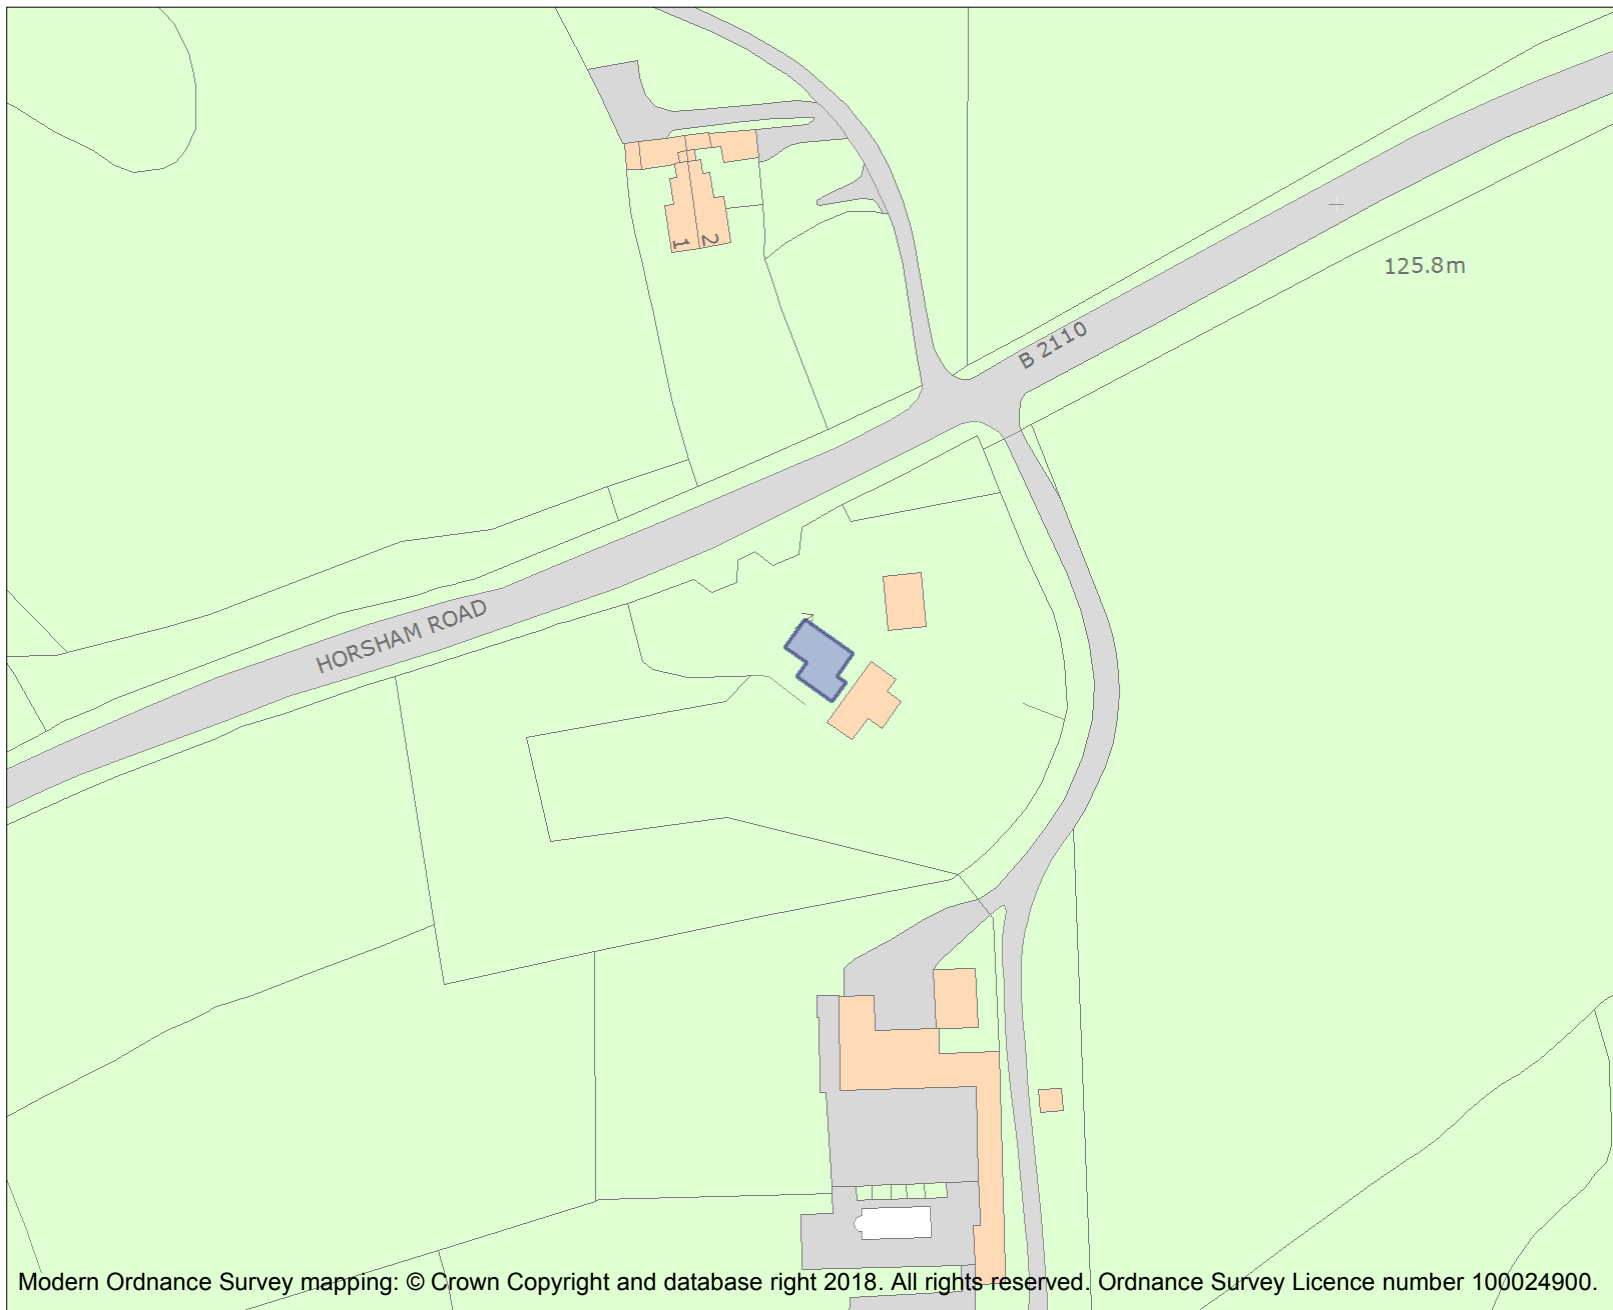 1
2
125.8m
B 2110
HORSHAM ROAD
Modern Ordnance Survey mapping: © Crown Copyright and database right 2018. All rights reserved. Ordnance Survey Licence number 100024900.